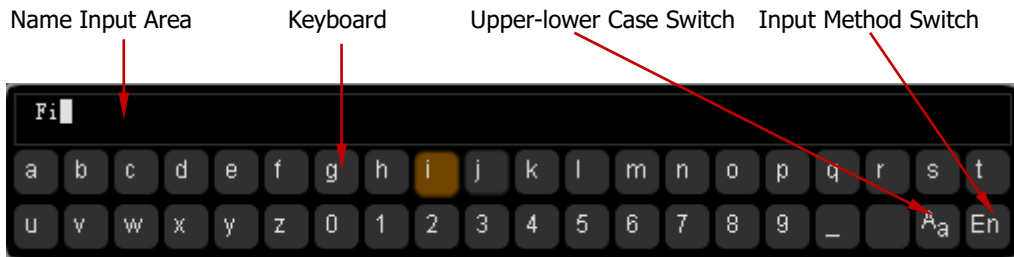 Name Input Area Keyboard Upper-lower Case Switch Input Method Switch
Fi
a b c d e f g h i j k l m n o p q r s t
u v w x y z 0 1 2 3 4 5 6 7 8 9 _ Aa En